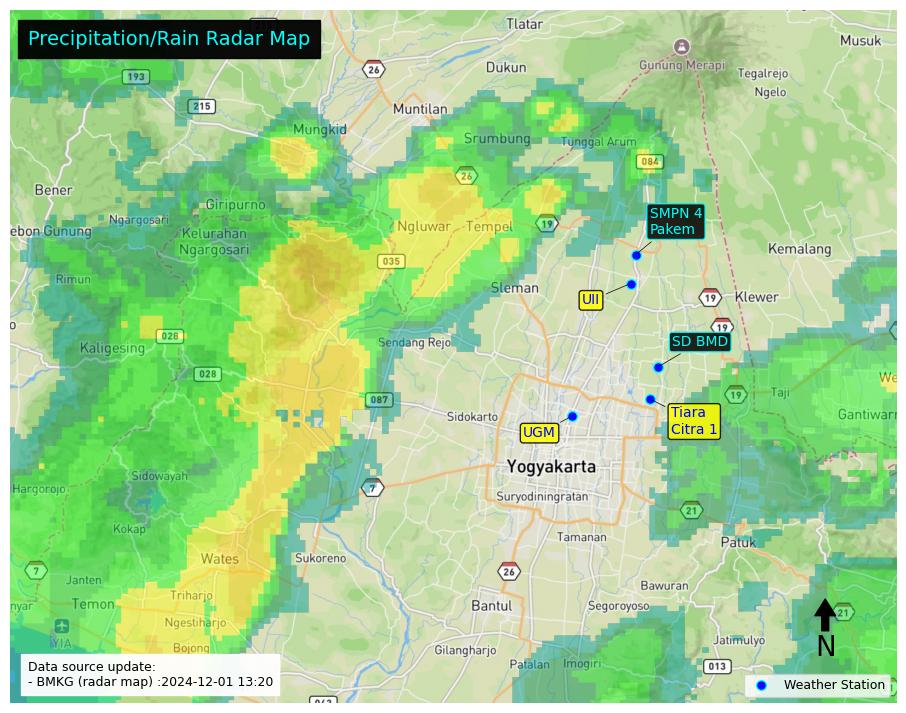 Precipitation/Rain Radar Map
Tlatar
Musuk
26
Dukun
Gunung Merapi
Tegalrejo
193
Ngelo
215
Muntilan
Mungkid
Srumbung
Tunggal Arum
084
26
Bener
Giripurno
SMPN 4
Pakem
Ngargosari
ebon Gunung
Kelurahan
Ngargosari
Ngluwar
Tempel
19
Kemalang
035
Rimun
Sleman
UII
19
Klewer
19
028
Kaligesing
Sendang Rejo
SD BMD
028
087
19
Taji
We
Sidokarto
UGM
Tiara
Citra 1
Gantiwarr
Yogyakarta
Sidowayah
7
Hargorojo
Suryodiningratan
21
Kokap
Tamanan
Patuk
Wates
Sukoreno
7
26
Janten
Bawuran
nyar
Temon
Triharjo
Bantul
Segoroyoso
21
Ngestiharjo
YIA
N
Bojong
Gilangharjo
Jatimulyo
Patalan
Imogiri
013
Data source update:
- BMKG (radar map) :2024-12-01 13:20
Weather Station